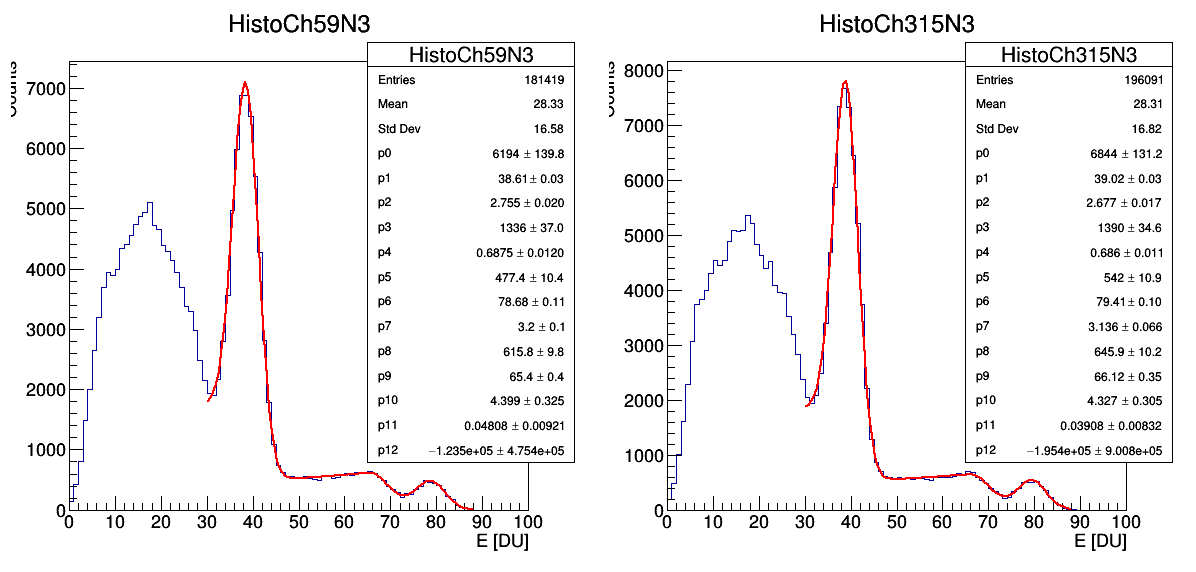 HistoCh59N3
HistoCh59N3
Entries 181419
Mean 28.33
Std Dev 16.58
p0 6194 ± 139.8
p1 38.61 ± 0.03
p2 2.755 ± 0.020
p3 1336 ± 37.0
p4 0.6875 ± 0.0120
p5 477.4 ± 10.4
p6 78.68 ± 0.11
p7 3.2 ± 0.1
p8 615.8 ± 9.8
p9 65.4 ± 0.4
p10 4.399 ± 0.325
p11 0.04808 ± 0.00921
p12 −1.235e+05 ± 4.754e+05
7000
6000
5000
4000
3000
2000
1000
0
0 10 20 30 40 50 60 70 80 90 100
E [DU]
HistoCh315N3
HistoCh315N3
Entries 196091
Mean 28.31
Std Dev 16.82
p0 6844 ± 131.2
p1 39.02 ± 0.03
p2 2.677 ± 0.017
p3 1390 ± 34.6
p4 0.686 ± 0.011
p5 542 ± 10.9
p6 79.41 ± 0.10
p7 3.136 ± 0.066
p8 645.9 ± 10.2
p9 66.12 ± 0.35
p10 4.327 ± 0.305
p11 0.03908 ± 0.00832
p12 −1.954e+05 ± 9.008e+05
8000
7000
6000
5000
4000
3000
2000
1000
0
0 10 20 30 40 50 60 70 80 90 100
E [DU]